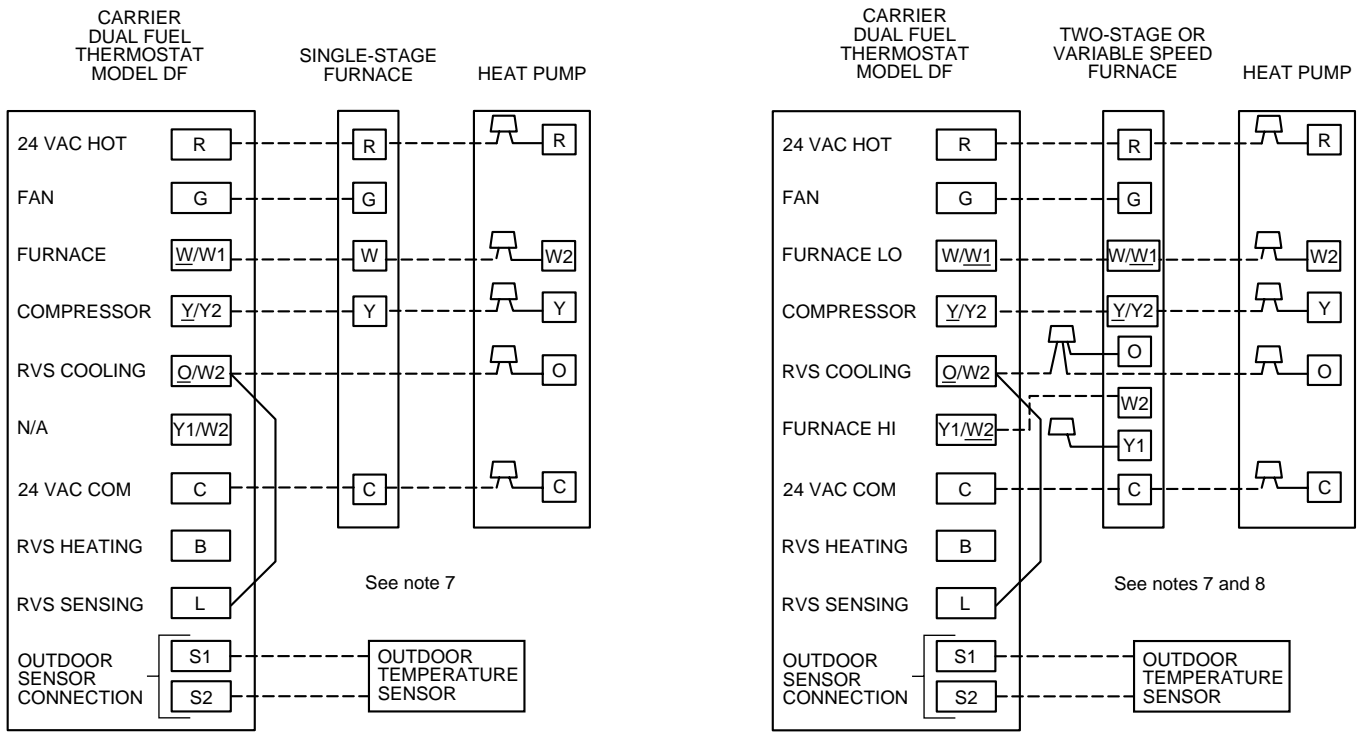 CARRIER
DUAL FUEL
THERMOSTAT
MODEL DF
SINGLE-STAGE
FURNACE
HEAT PUMP
24 VAC HOT R R R
FAN G G
FURNACE W/W1 W W2
COMPRESSOR Y/Y2 Y Y
RVS COOLING O/W2 O
N/A Y1/W2
24 VAC COM C C C
RVS HEATING B
RVS SENSING L
See note 7
OUTDOOR
SENSOR
CONNECTION
S1
S2
OUTDOOR
TEMPERATURE
SENSOR
CARRIER
DUAL FUEL
THERMOSTAT
MODEL DF
TWO-STAGE OR
VARIABLE SPEED
FURNACE
HEAT PUMP
24 VAC HOT R R R
FAN G G
FURNACE LO W/W1 W/W1 W2
COMPRESSOR Y/Y2 Y/Y2 Y
RVS COOLING O/W2 O O
W2
FURNACE HI Y1/W2
Y1
24 VAC COM C C C
RVS HEATING B
RVS SENSING L
See notes 7 and 8
OUTDOOR
SENSOR
CONNECTION
S1
S2
OUTDOOR
TEMPERATURE
SENSOR